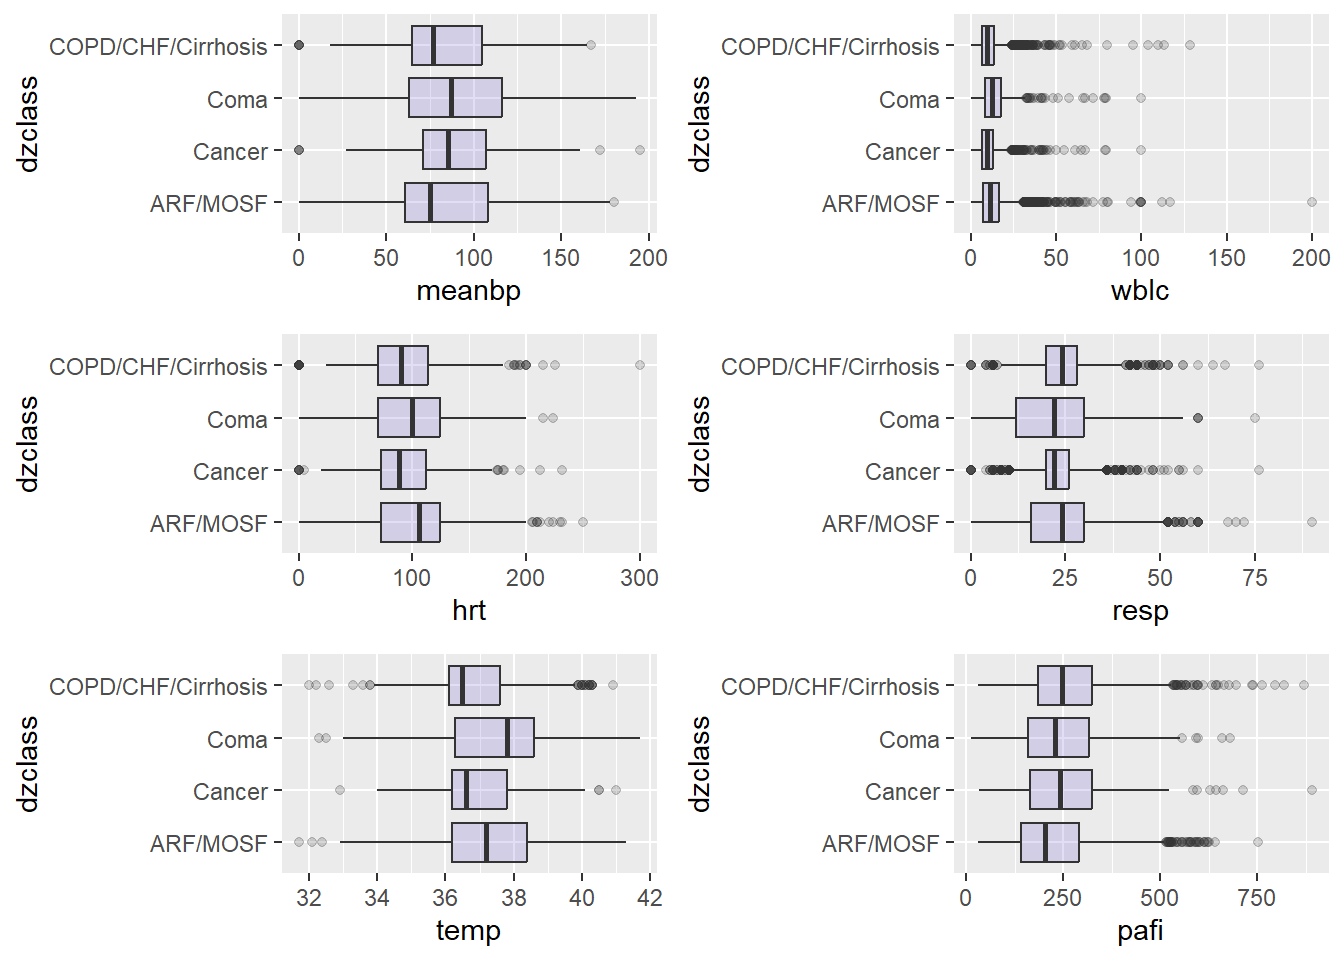 dzclass
COPD/CHF/Cirrhosis
Coma
Cancer
ARF/MOSF
0 50 100 150 200
meanbp
dzclass
COPD/CHF/Cirrhosis
Coma
Cancer
ARF/MOSF
0 50 100 150 200
wblc
dzclass
COPD/CHF/Cirrhosis
Coma
Cancer
ARF/MOSF
0 100 200 300
hrt
dzclass
COPD/CHF/Cirrhosis
Coma
Cancer
ARF/MOSF
0 25 50 75
resp
dzclass
COPD/CHF/Cirrhosis
Coma
Cancer
ARF/MOSF
32 34 36 38 40 42
temp
dzclass
COPD/CHF/Cirrhosis
Coma
Cancer
ARF/MOSF
0 250 500 750
pafi